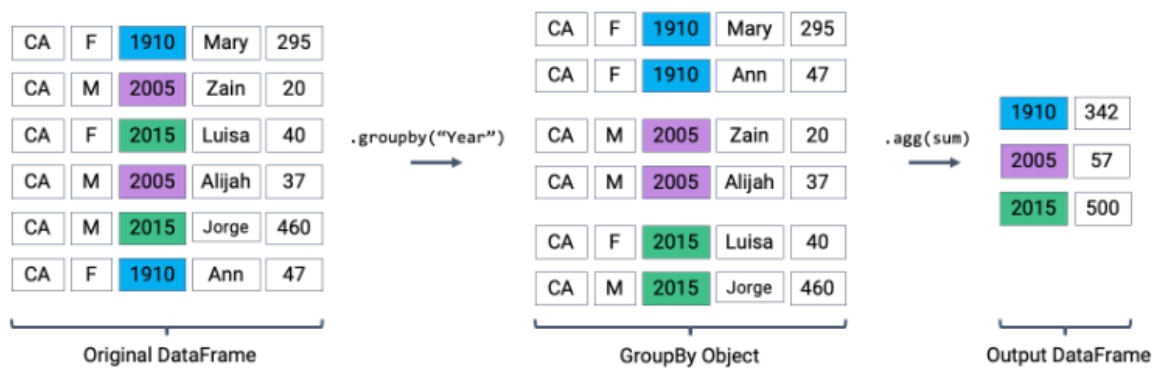 CA F 1910 Mary 295
CA M 2005 Zain 20
CA F 2015 Luisa 40
CA M 2005 Alijah 37
CA M 2015 Jorge 460
CA F 1910 Ann 47
Original DataFrame
.groupby(“Year”)
CA F 1910 Mary 295
CA F 1910 Ann 47
CA M 2005 Zain 20
CA M 2005 Alijah 37
CA F 2015 Luisa 40
CA M 2015 Jorge 460
GroupBy Object
.agg(sum)
1910 342
2005 57
2015 500
Output DataFrame